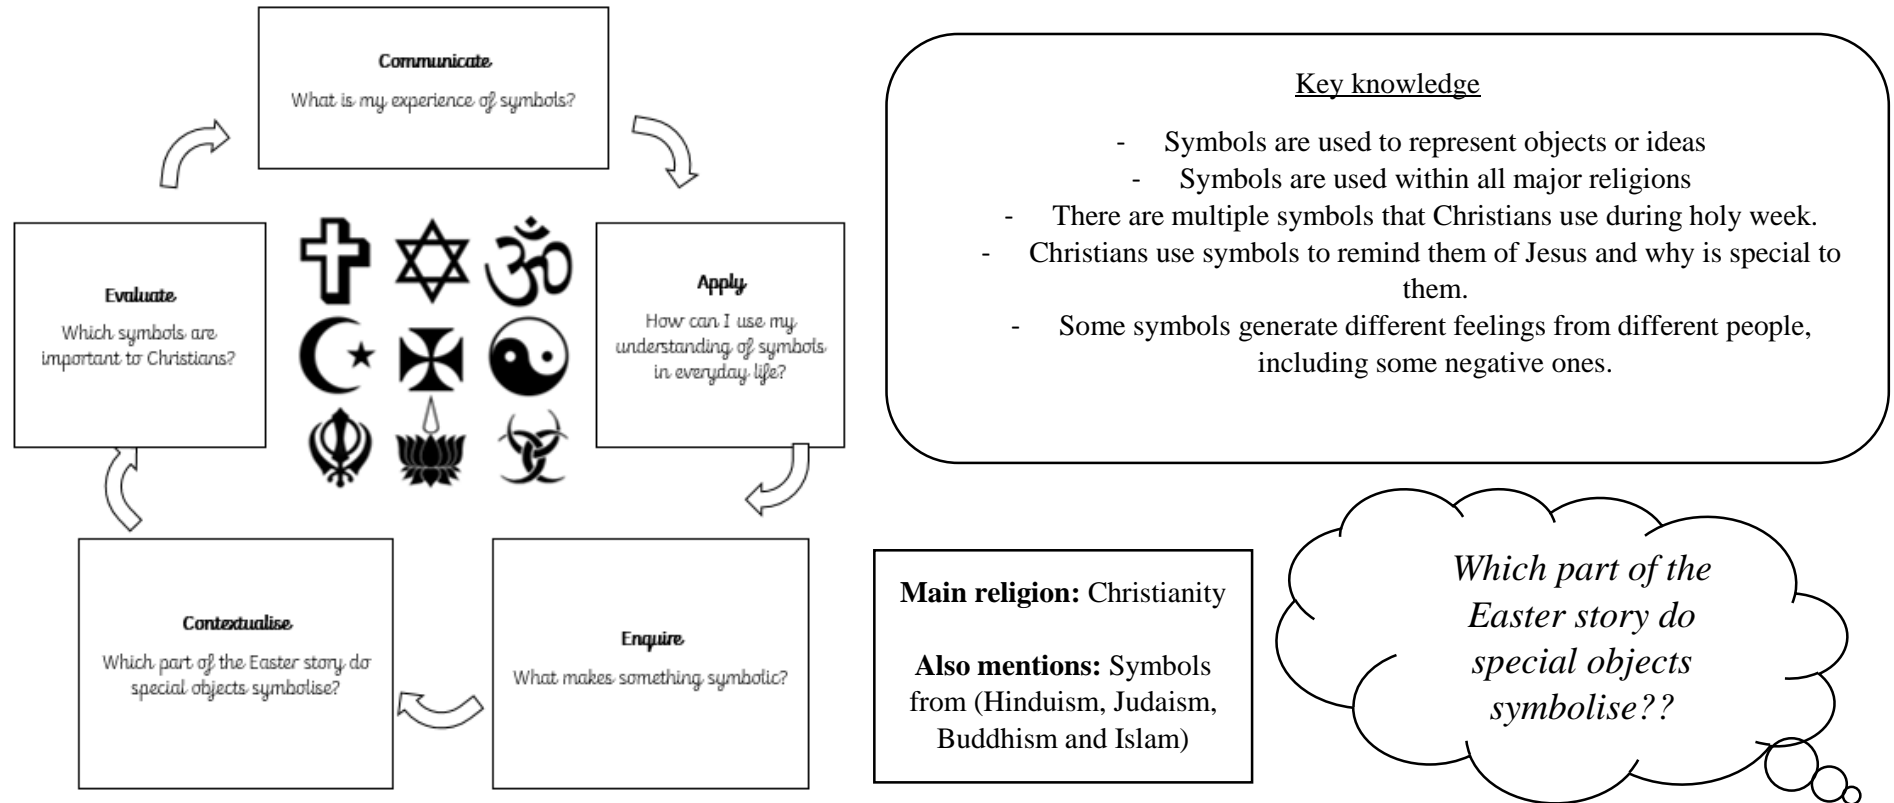 Communicate
What is my experience of symbols?
Evaluate
Which symbols are
important to Christians?
Apply
How can I use my
understanding of symbols
in everyday life?
Contextualise
Which part of the Easter story do
special objects symbolise?
Enquire
What makes something symbolic?
Key knowledge
- Symbols are used to represent objects or ideas
- Symbols are used within all major religions
- There are multiple symbols that Christians use during holy week.
- Christians use symbols to remind them of Jesus and why is special to
them.
- Some symbols generate different feelings from different people,
including some negative ones.
Main religion: Christianity
Also mentions: Symbols
from (Hinduism, Judaism,
Buddhism and Islam)
Which part of the
Easter story do
special objects
symbolise??